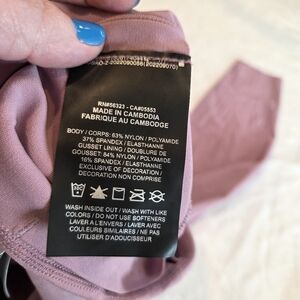 RN#56323 - CA#05553
MADE IN CAMBODIA
FABRIQUE AU CAMBODGE
BODY / CORPS: 63% NYLON / POLYAMIDE
37% SPANDEX / ELASTHANNE
GUSSET LINING / DOUBLURE DE
GOUSSET: 84% NYLON / POLYAMIDE
16% SPANDEX / ELASTHANNE
EXCLUSIVE OF DECORATION /
DECORATION NON COMPRISE
WASH INSIDE OUT / WASH WITH LIKE
COLORS / DO NOT USE SOFTENERS
LAVER A L'ENVERS / LAVER AVEC
COULEURS SIMILAIRES / NE PAS
UTILISER D'ADOUCISSEUR